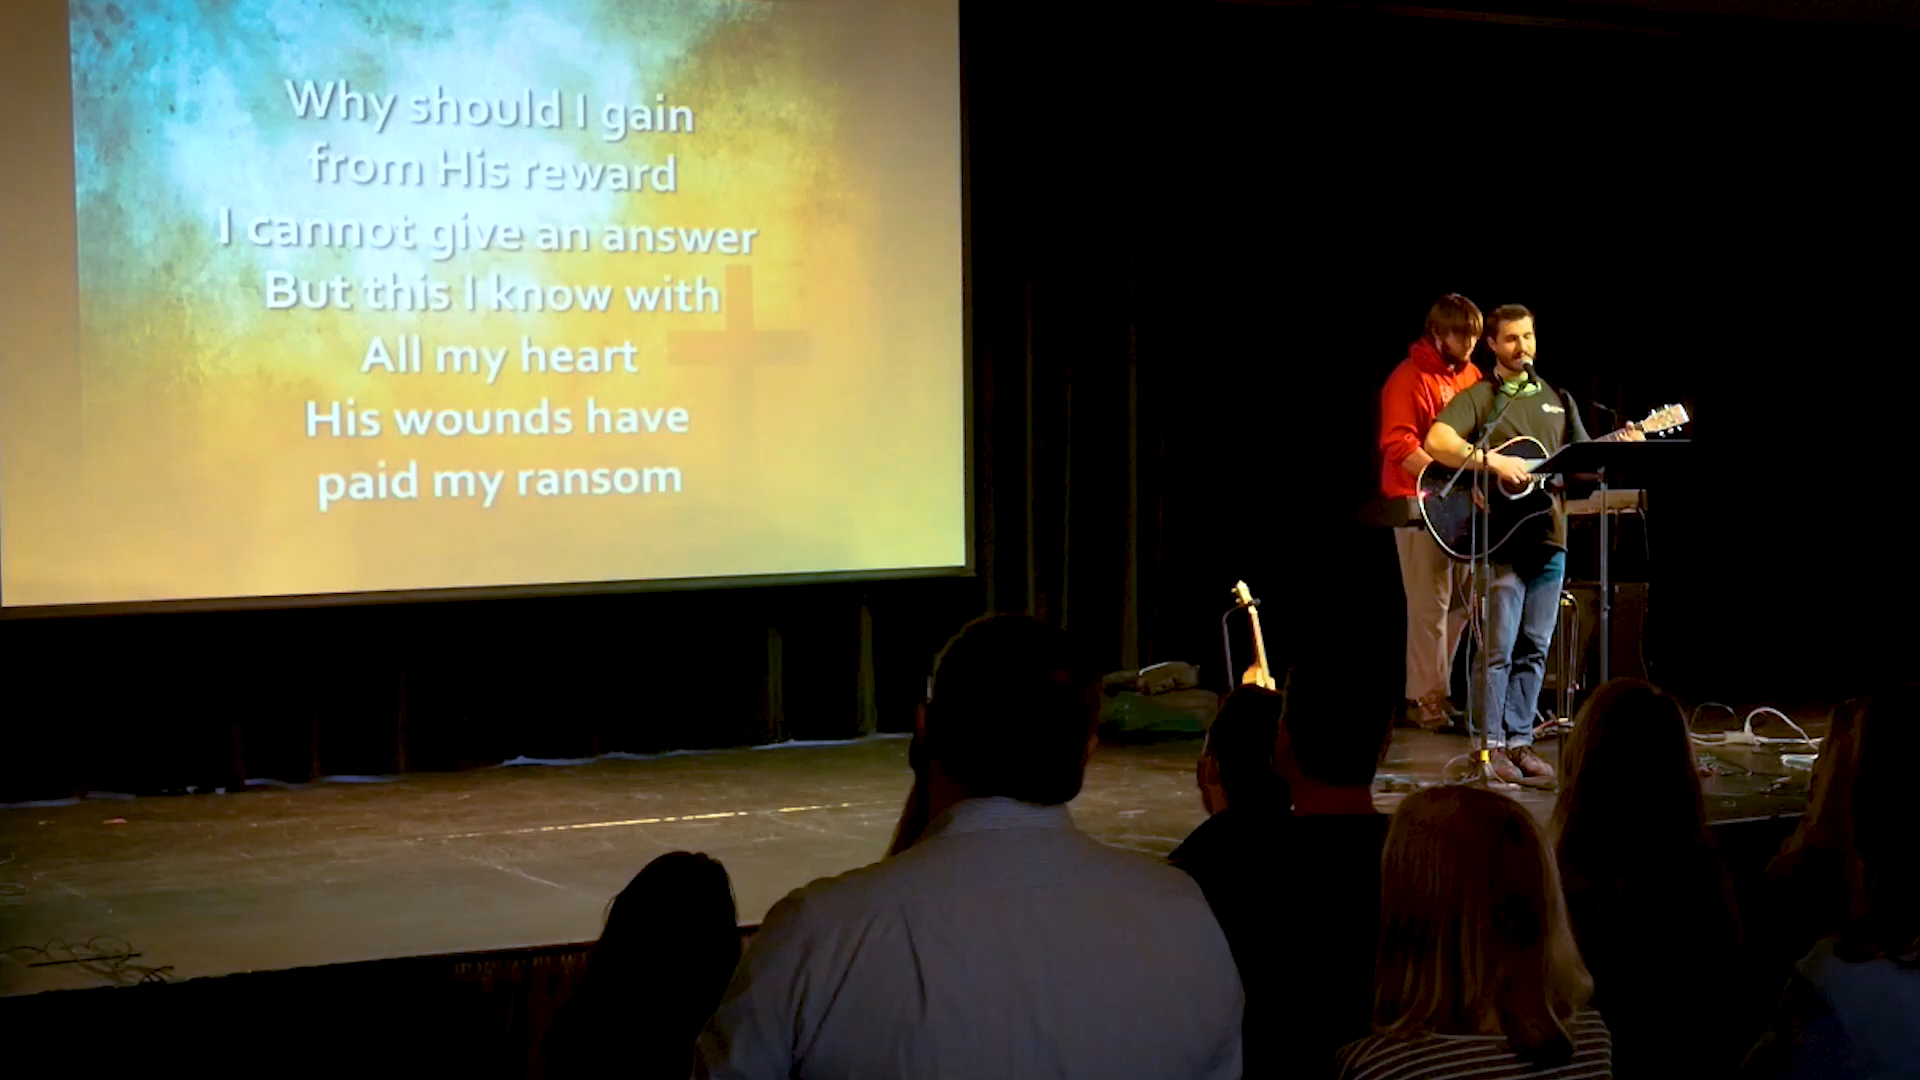 Why should I gain
from His reward
I cannot give an answer
But this I know with
All my heart
His wounds have
paid my ransom